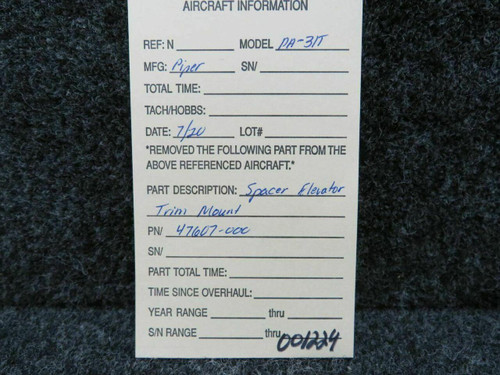 AIRCRAFT INFORMATION
REF: N MODEL PA-31T
MFG: Piper SN/
TOTAL TIME:
TACH/HOBBS:
DATE: 7/20 LOT#
*REMOVED THE FOLLOWING PART FROM THE
ABOVE REFERENCED AIRCRAFT.*
PART DESCRIPTION: Spacer Elevator
Trim Mount
PN/ 47607-000
SN/
PART TOTAL TIME:
TIME SINCE OVERHAUL:
YEAR RANGE thru
S/N RANGE thru 001224